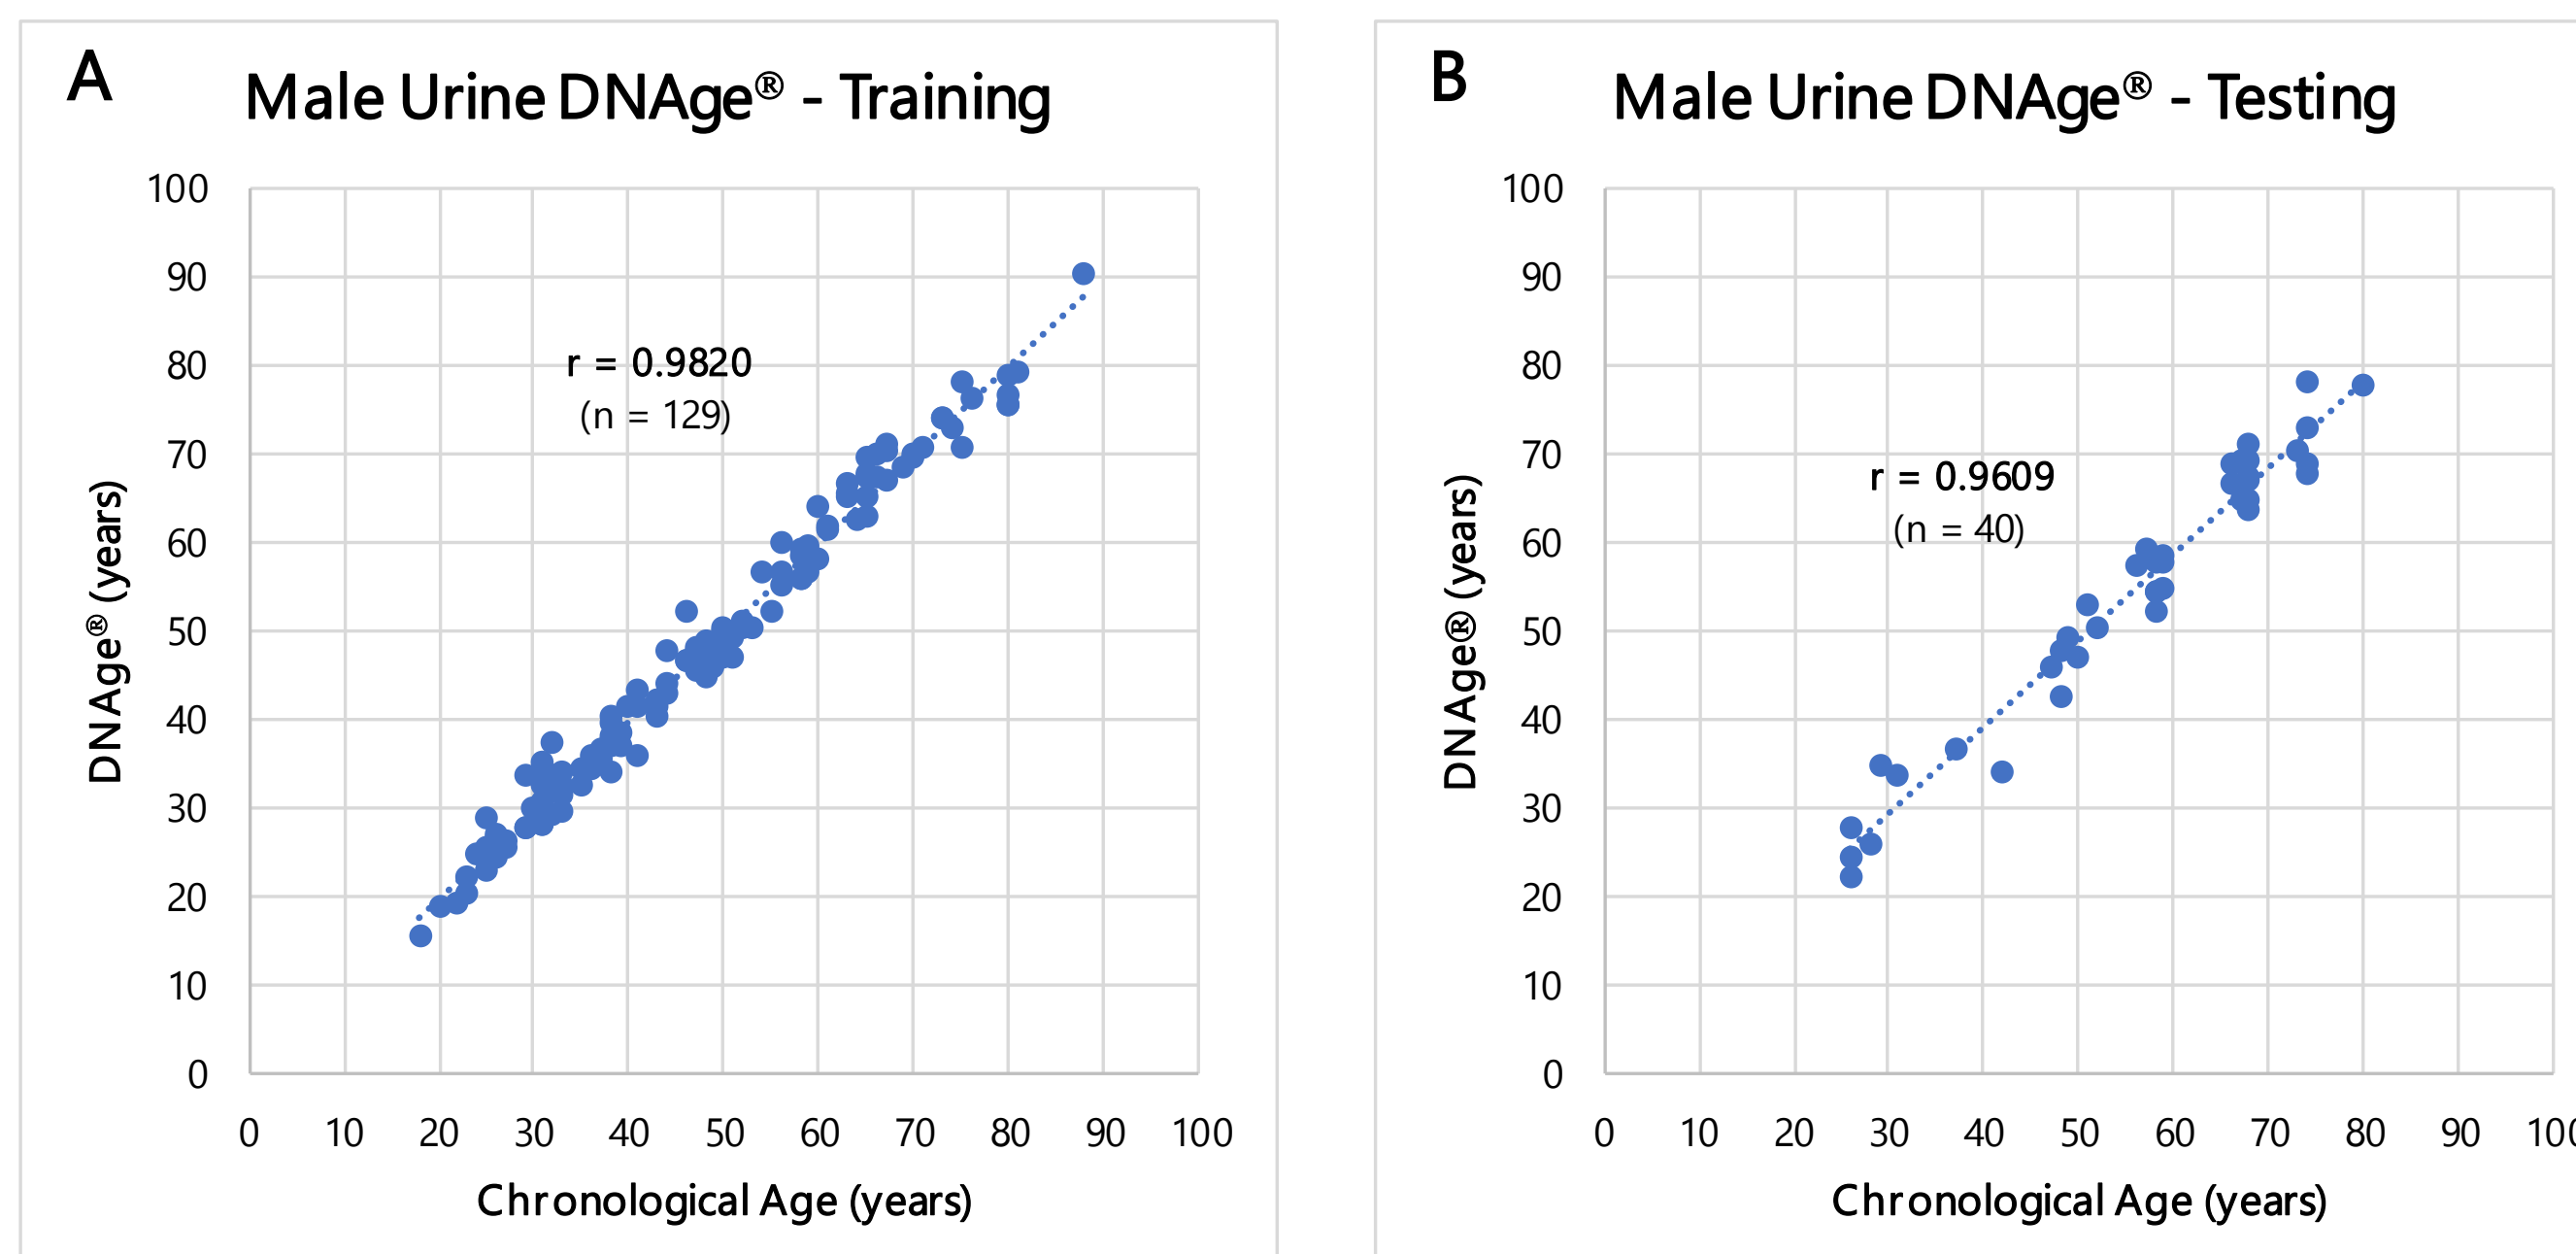 A
Male Urine DNAge® - Training
100
90
80
70
60
50
40
30
20
10
0
r = 0.9820
(n = 129)
DNAge® (years)
0 10 20 30 40 50 60 70 80 90 100
Chronological Age (years)
B
Male Urine DNAge® - Testing
100
90
80
70
60
50
40
30
20
10
0
r = 0.9609
(n = 40)
DNAge® (years)
0 10 20 30 40 50 60 70 80 90 100
Chronological Age (years)